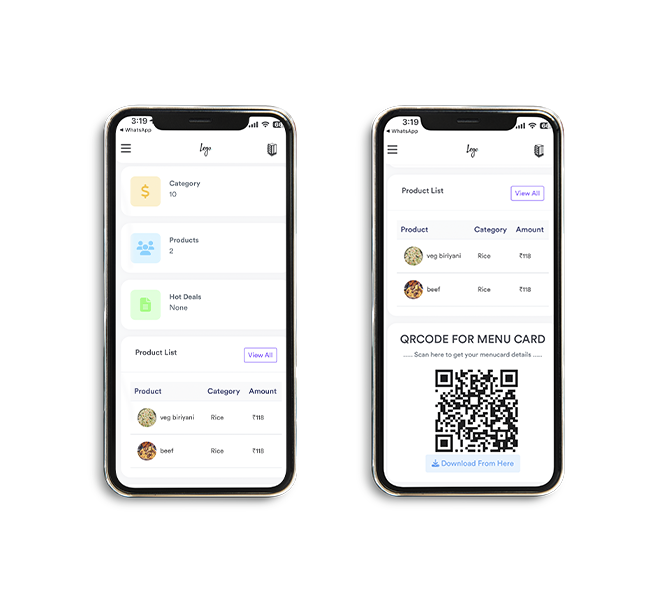 3:19
WhatsApp
Logo
Category
10
Products
2
Hot Deals
None
Product List
View All
Product Category Amount
veg biriyani Rice ₹118
beef Rice ₹118
3:19
WhatsApp
Logo
Product List
View All
Product Category Amount
veg biriyani Rice ₹118
beef Rice ₹118
QRCODE FOR MENU CARD
...... Scan here to get your menucard details ......
Download From Here